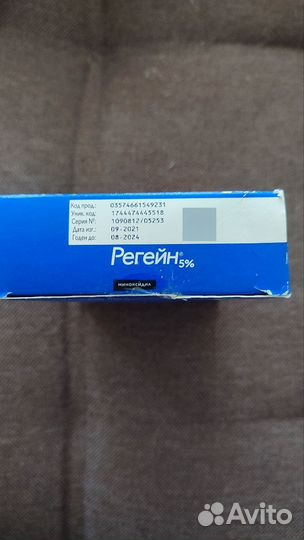 Код прод.: 03574661549231
Уник. код: 1744474445518
Серия №: 1090812/05253
Дата изг.: 09-2021
Годен до: 08-2024
Регейн® 5%
МИНОКСИДИЛ
Avito